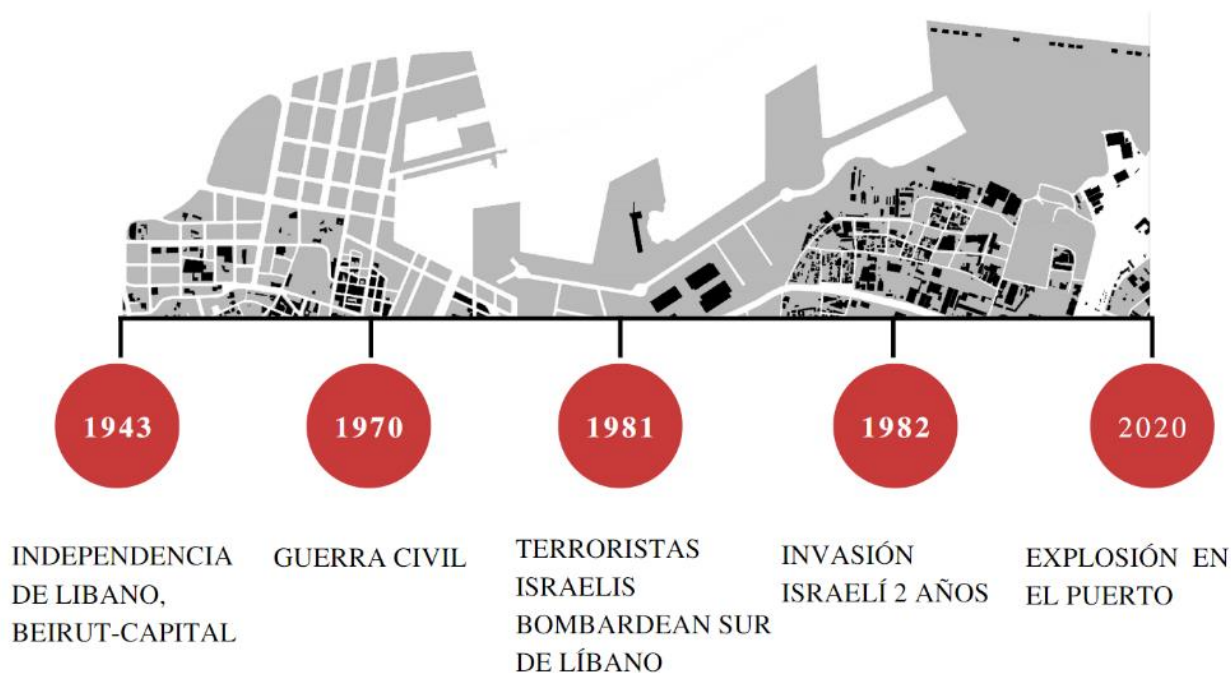 1943
1970
1981
1982
2020
INDEPENDENCIA
DE LIBANO,
BEIRUT-CAPITAL
GUERRA CIVIL
TERRORISTAS
ISRAELIS
BOMBARDEAN SUR
DE LÍBANO
INVASIÓN
ISRAELÍ 2 AÑOS
EXPLOSIÓN EN
EL PUERTO